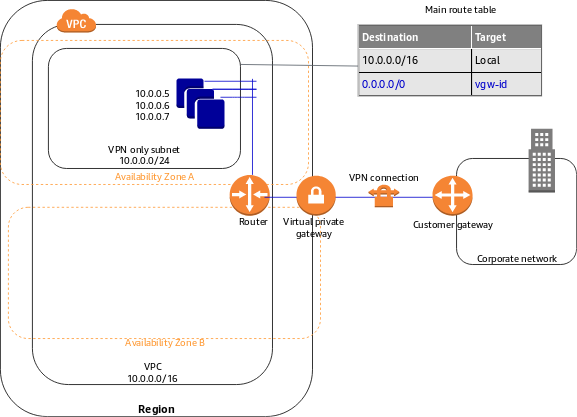 Main route table
VPC
Destination Target
10.0.0.0/16 Local
0.0.0.0/0 vgw-id
10.0.0.5
10.0.0.6
10.0.0.7
VPN only subnet
10.0.0.0/24
Availability Zone A
VPN connection
Router
Virtual private
gateway
Customer gateway
Corporate network
Availability Zone B
VPC
10.0.0.0/16
Region